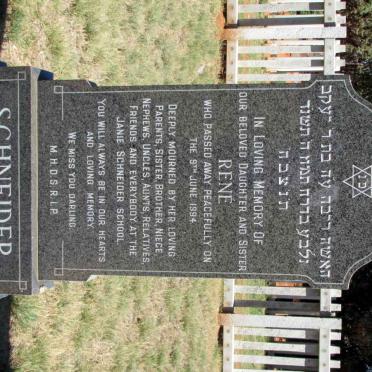 פ נ
IN LOVING MEMORY OF
OUR BELOVED DAUGHTER AND SISTER
RENE
WHO PASSED AWAY PEACEFULLY ON
THE 9TH JUNE 1994
DEEPLY MOURNED BY HER LOVING
PARENTS, SISTER, BROTHER, NIECE
NEPHEWS, UNCLES, AUNTS, RELATIVES,
FRIENDS AND EVERYBODY AT THE
JANIE SCHNEIDER SCHOOL
YOU WILL ALWAYS BE IN OUR HEARTS
AND LOVING MEMORY
WE MISS YOU DARLING
M.H.D.S.R.I.P.
SCHNEIDER